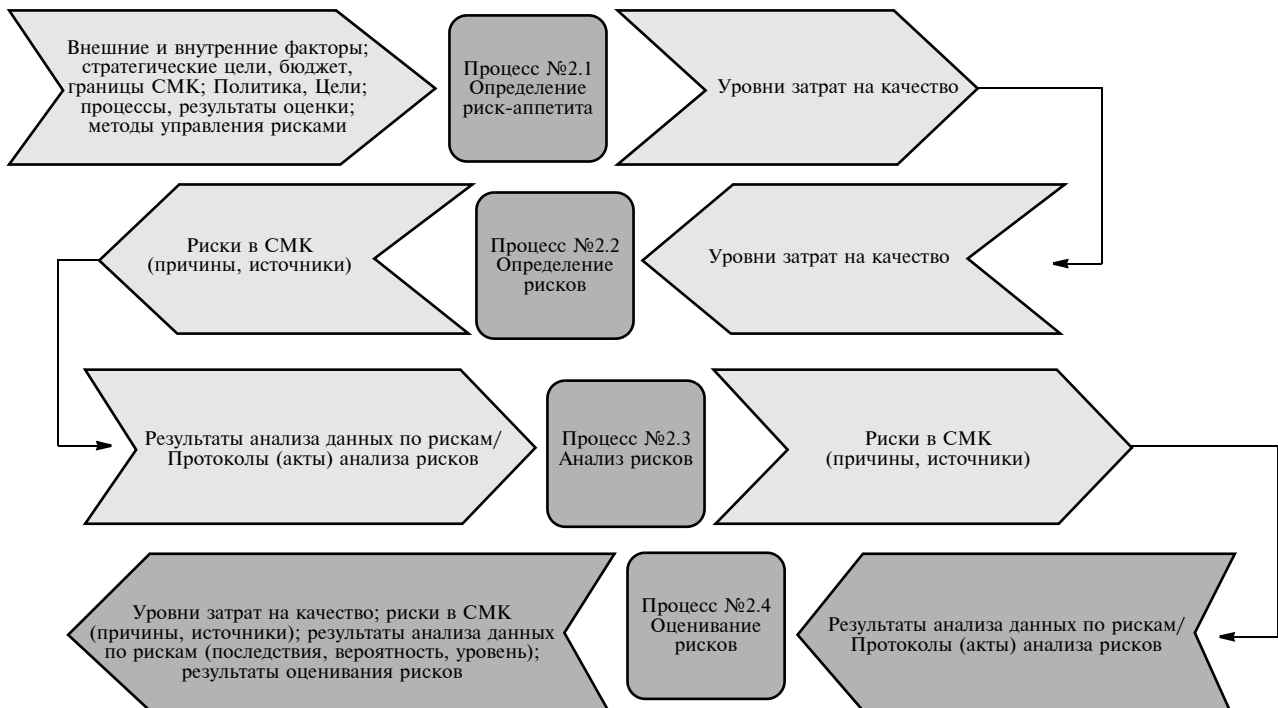 Внешние и внутренние факторы;
стратегические цели, бюджет,
границы СМК; Политика, Цели;
процессы, результаты оценки;
методы управления рисками
Процесс №2.1
Определение
риск-аппетита
Уровни затрат на качество
Риски в СМК
(причины, источники)
Процесс №2.2
Определение
рисков
Уровни затрат на качество
Результаты анализа данных по рискам/
Протоколы (акты) анализа рисков
Процесс №2.3
Анализ рисков
Риски в СМК
(причины, источники)
Уровни затрат на качество; риски в СМК
(причины, источники); результаты анализа данных
по рискам (последствия, вероятность, уровень);
результаты оценивания рисков
Процесс №2.4
Оценивание
рисков
Результаты анализа данных по рискам/
Протоколы (акты) анализа рисков